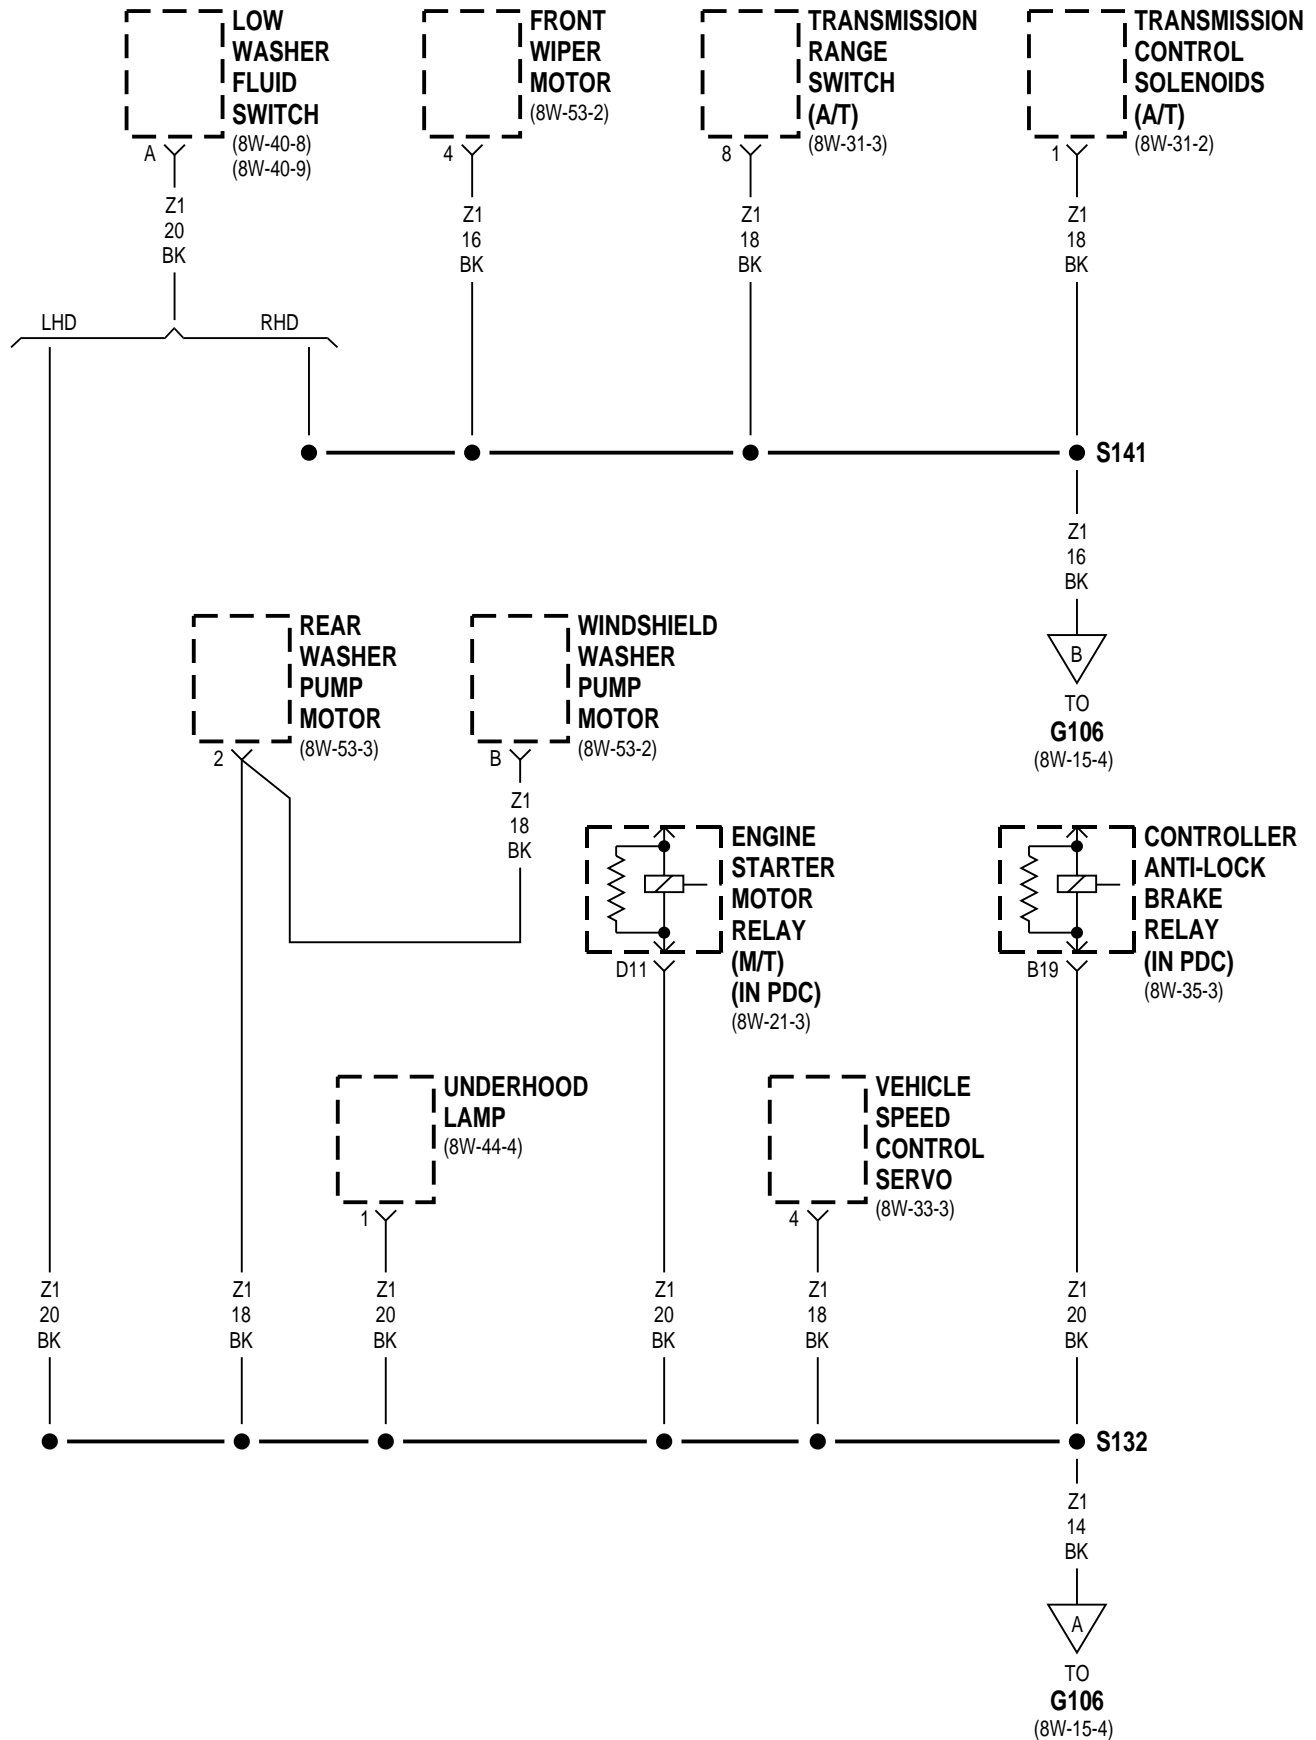 LOW
WASHER
FLUID
SWITCH
(8W-40-8)
(8W-40-9)
A
FRONT
WIPER
MOTOR
(8W-53-2)
4
TRANSMISSION
RANGE
SWITCH
(A/T)
(8W-31-3)
8
TRANSMISSION
CONTROL
SOLENOIDS
(A/T)
(8W-31-2)
1
Z1
20
BK
Z1
16
BK
Z1
18
BK
Z1
18
BK
LHD
RHD
S141
Z1
16
BK
B
TO
G106
(8W-15-4)
REAR
WASHER
PUMP
MOTOR
(8W-53-3)
2
WINDSHIELD
WASHER
PUMP
MOTOR
(8W-53-2)
B
Z1
18
BK
ENGINE
STARTER
MOTOR
RELAY
(M/T)
(IN PDC)
(8W-21-3)
D11
CONTROLLER
ANTI-LOCK
BRAKE
RELAY
(IN PDC)
(8W-35-3)
B19
UNDERHOOD
LAMP
(8W-44-4)
1
VEHICLE
SPEED
CONTROL
SERVO
(8W-33-3)
4
Z1
20
BK
Z1
18
BK
Z1
20
BK
Z1
20
BK
Z1
18
BK
Z1
20
BK
S132
Z1
14
BK
A
TO
G106
(8W-15-4)